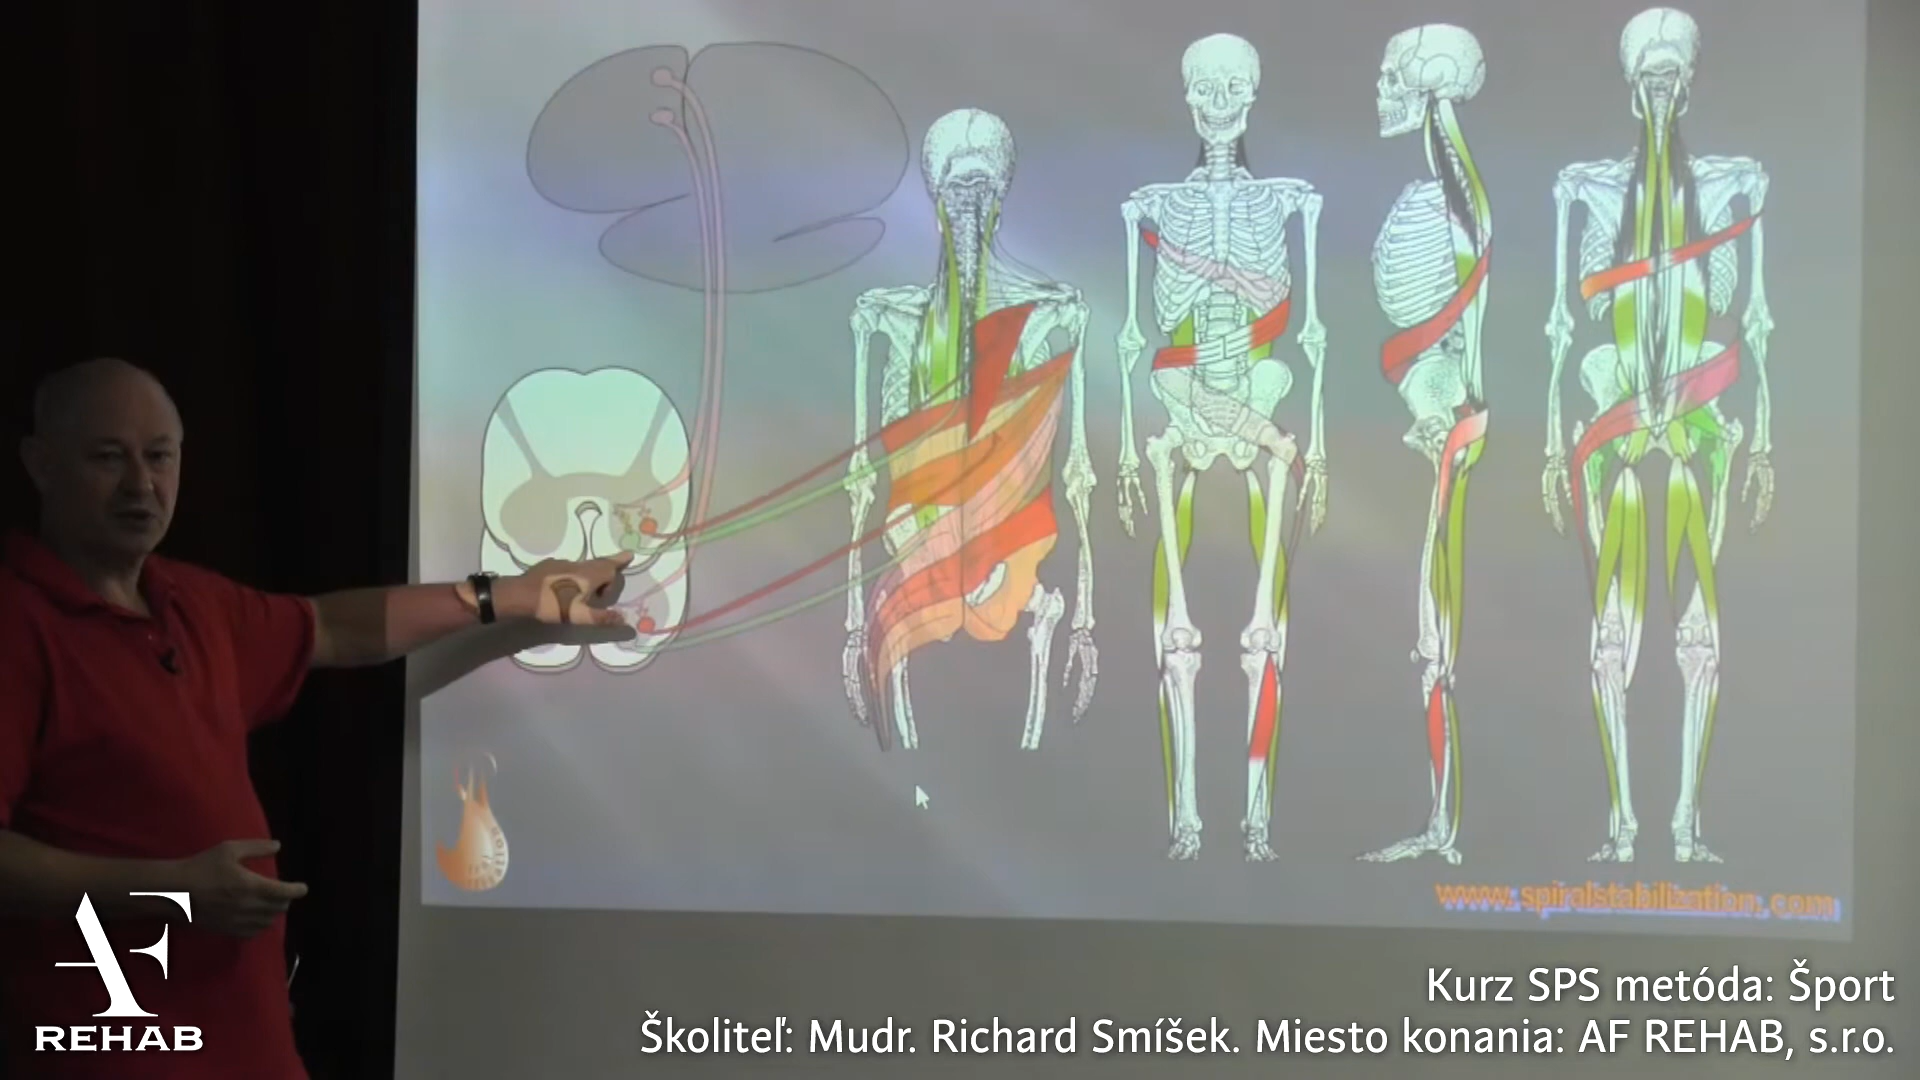 www.spiralstabilization.com
AF
REHAB
Kurz SPS metóda: Šport
Školiteľ: Mudr. Richard Smíšek. Miesto konania: AF REHAB, s.r.o.